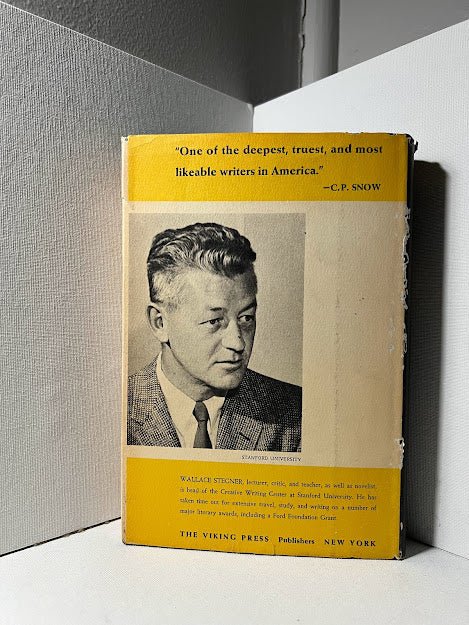 "One of the deepest, truest, and most
likeable writers in America."
—C.P. SNOW
STANFORD UNIVERSITY
WALLACE STEGNER, lecturer, critic, and teacher, as well as novelist,
is head of the Creative Writing Center at Stanford University. He has
taken time out for extensive travel, study, and writing on a number of
major literary awards, including a Ford Foundation Grant.
THE VIKING PRESS Publishers NEW YORK